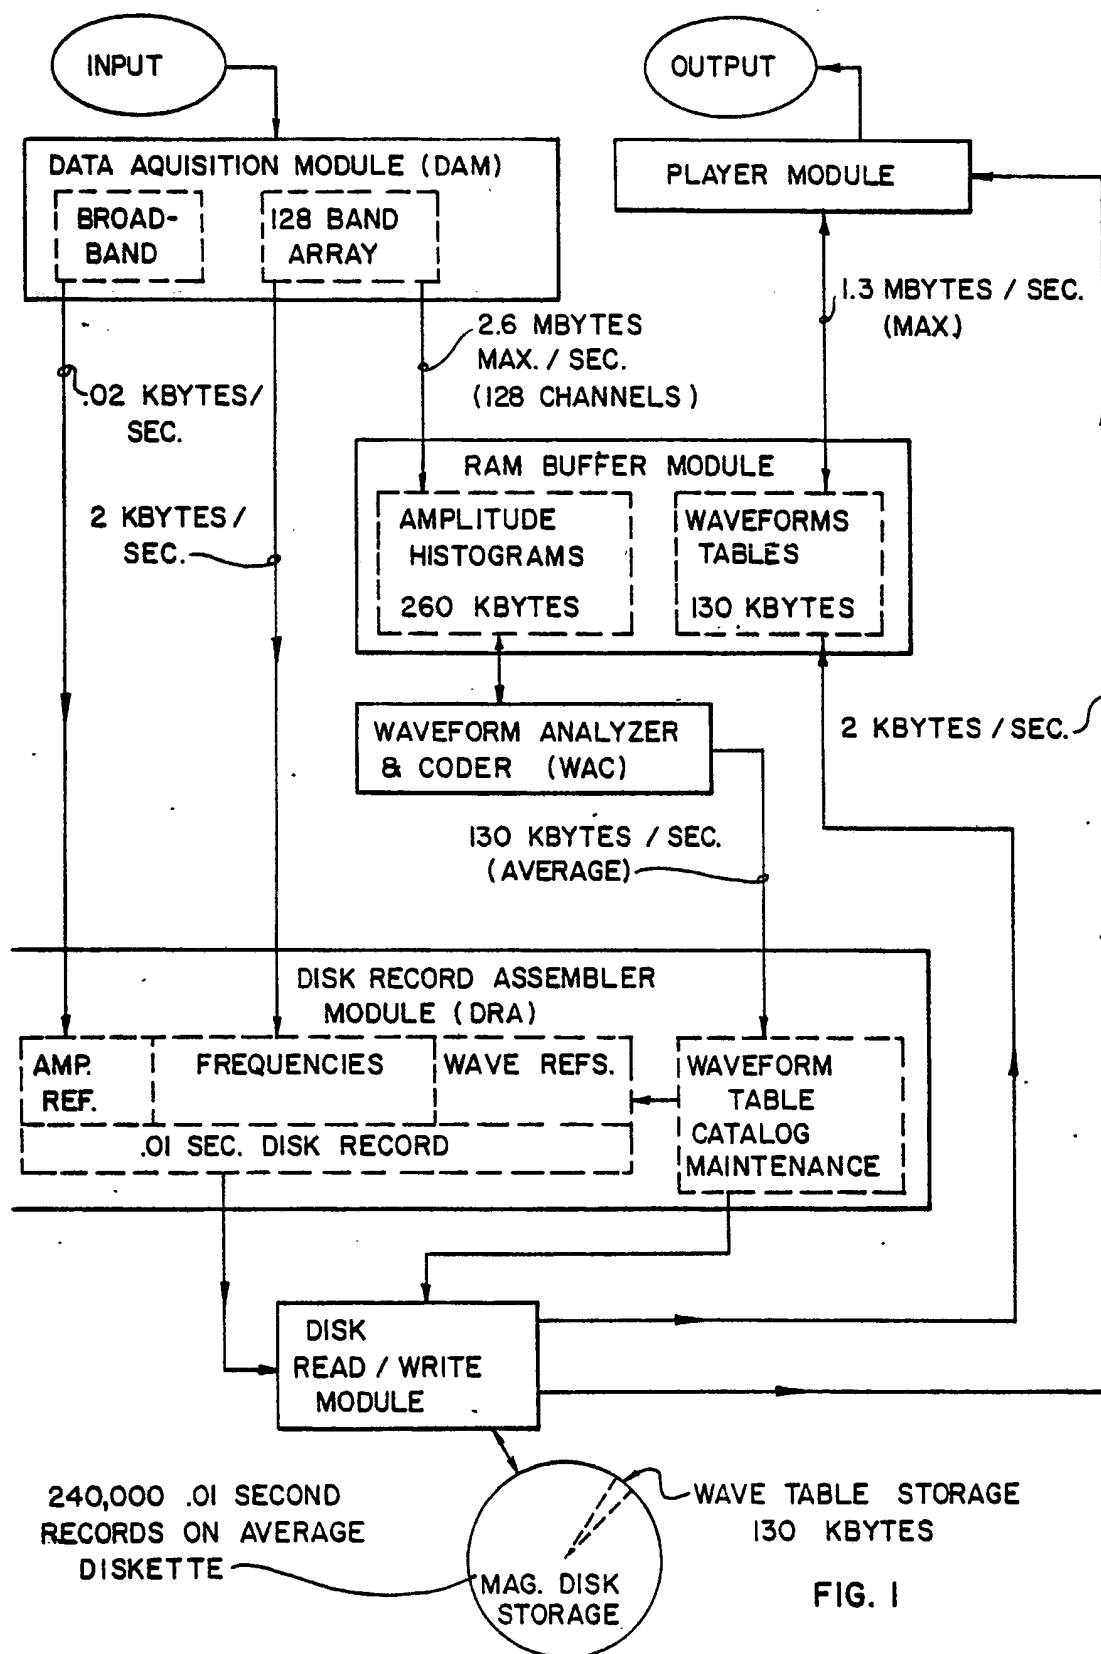 INPUT
OUTPUT
DATA AQUISITION MODULE (DAM)
BROAD-
BAND
128 BAND
ARRAY
PLAYER MODULE
1.3 MBYTES / SEC.
(MAX.)
2.6 MBYTES
MAX. / SEC.
(128 CHANNELS)
.02 KBYTES/
SEC.
2 KBYTES/
SEC.
RAM BUFFER MODULE
AMPLITUDE
HISTOGRAMS
260 KBYTES
WAVEFORMS
TABLES
130 KBYTES
WAVEFORM ANALYZER
& CODER (WAC)
2 KBYTES / SEC.
130 KBYTES / SEC.
(AVERAGE)
DISK RECORD ASSEMBLER
MODULE (DRA)
AMP.
REF.
FREQUENCIES
WAVE REFS.
.01 SEC. DISK RECORD
WAVEFORM
TABLE
CATALOG
MAINTENANCE
DISK
READ / WRITE
MODULE
240,000 .01 SECOND
RECORDS ON AVERAGE
DISKETTE
WAVE TABLE STORAGE
130 KBYTES
MAG. DISK
STORAGE
FIG. 1